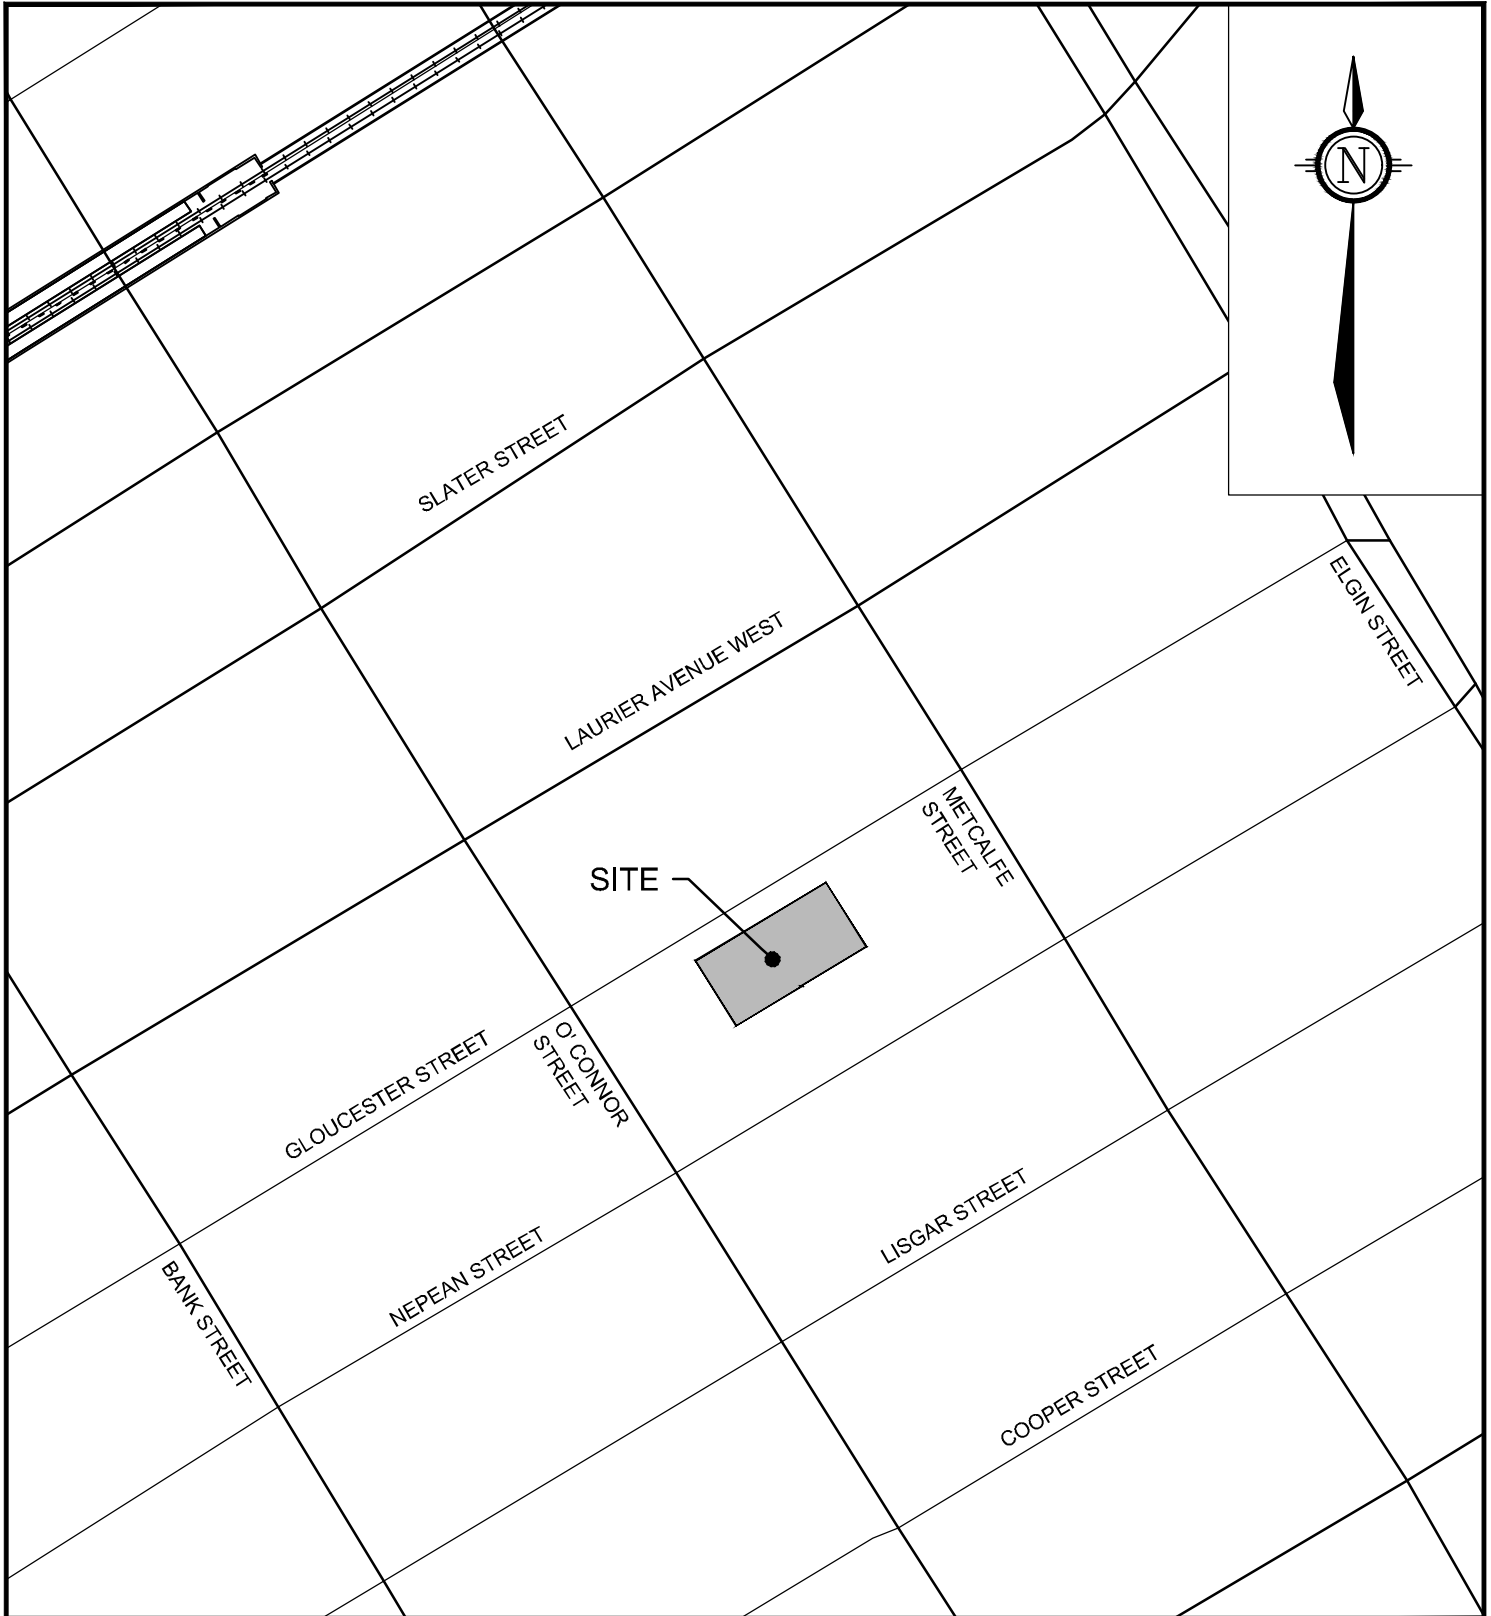 N
SLATER STREET
ELGIN STREET
LAURIER AVENUE WEST
METCALFE
STREET
SITE
O' CONNOR
STREET
GLOUCESTER STREET
LISGAR STREET
NEPEAN STREET
BANK STREET
COOPER STREET